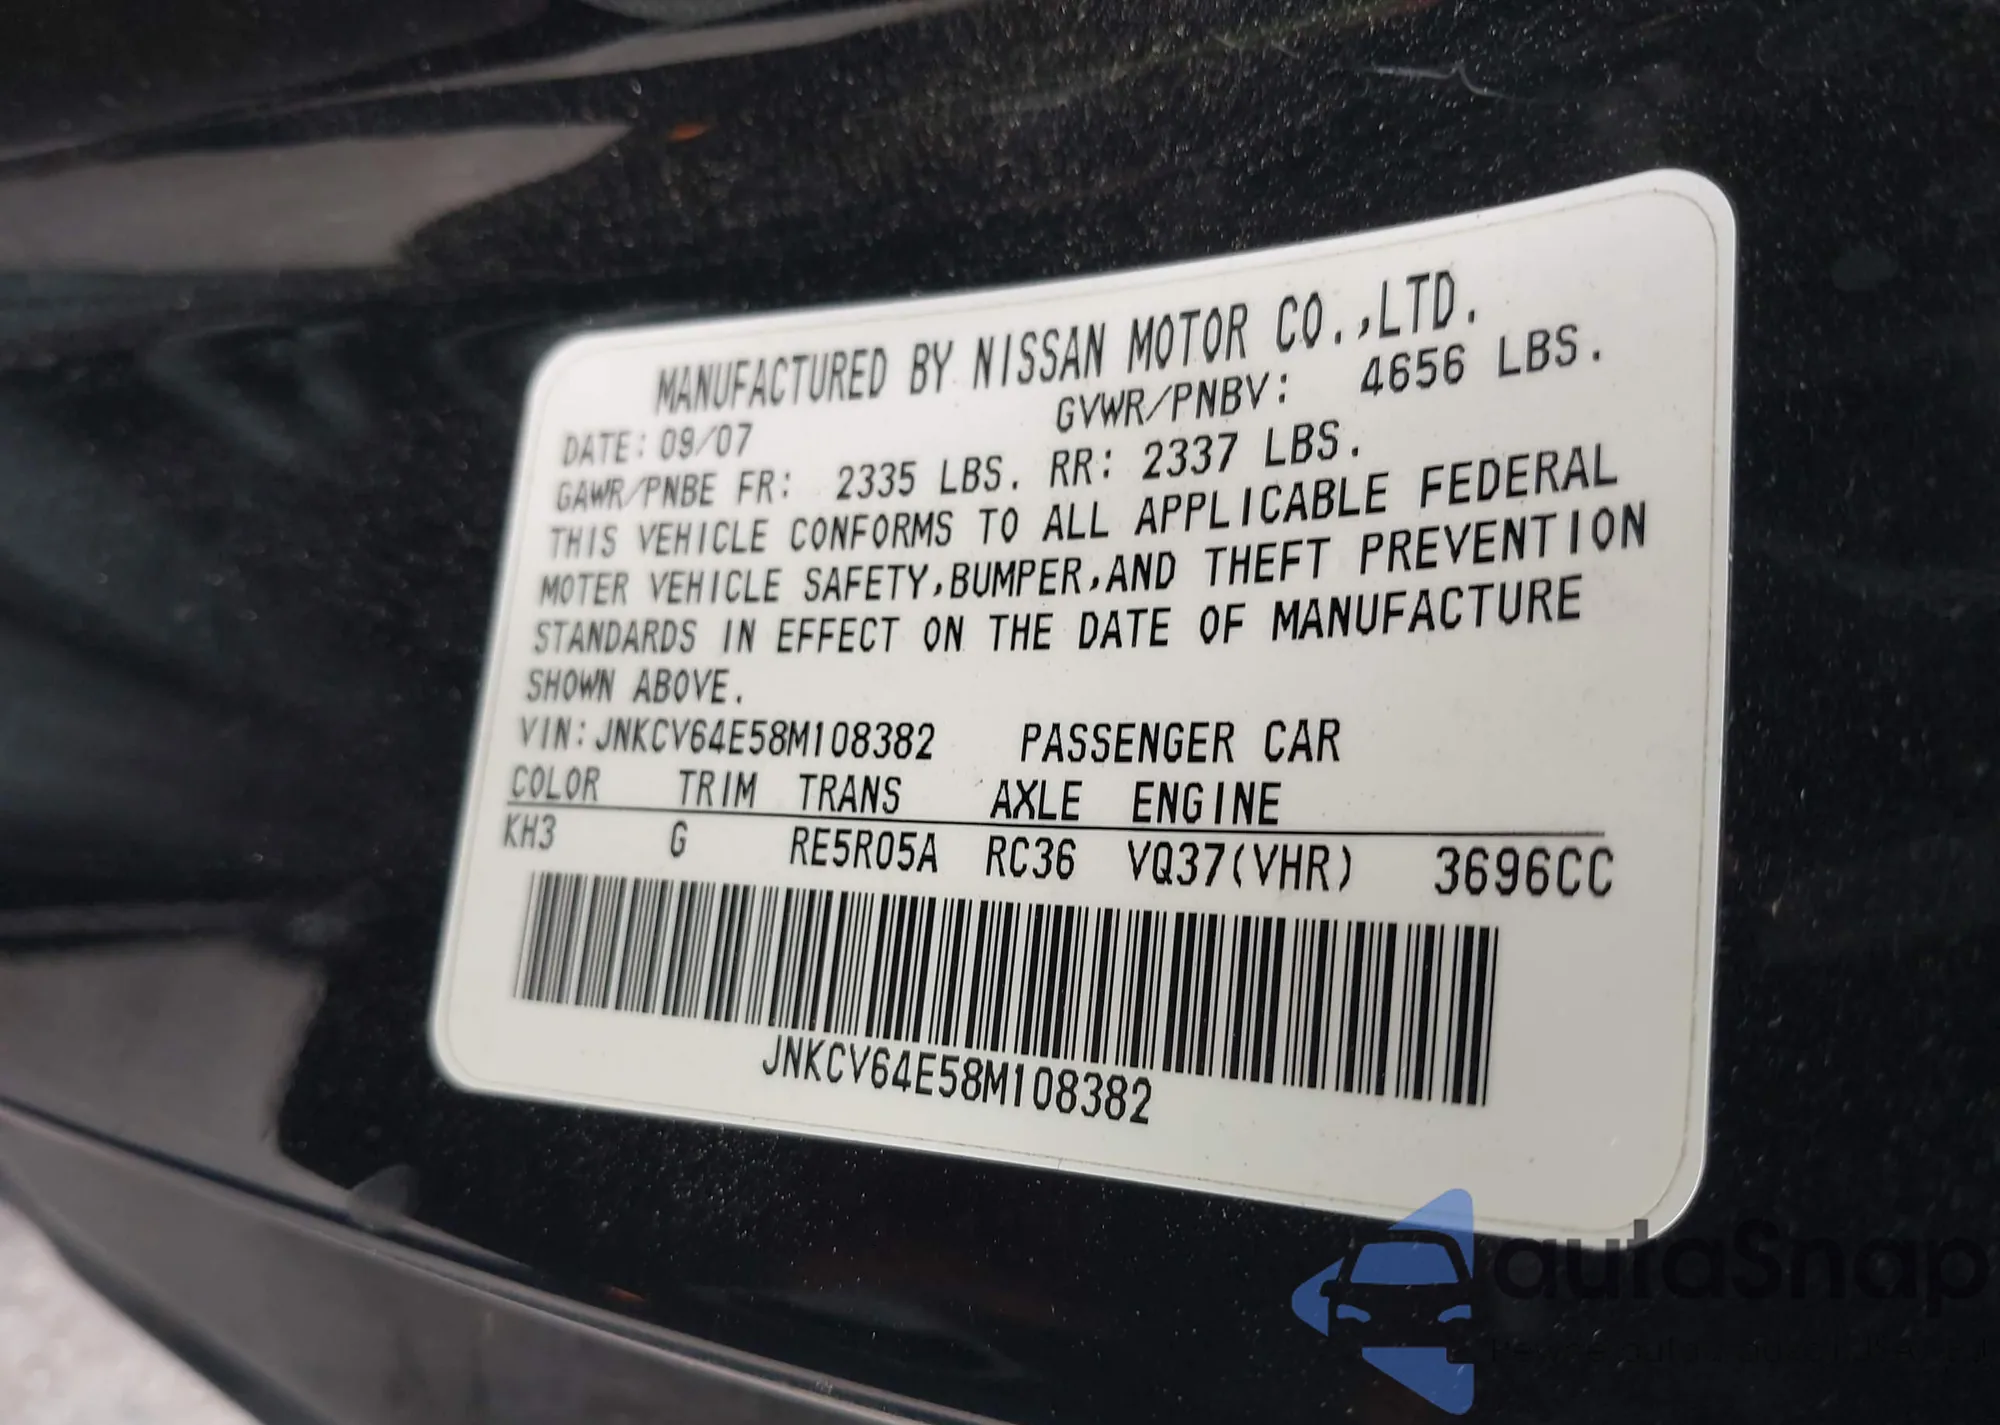 MANUFACTURED BY NISSAN MOTOR CO.,LTD.
DATE: 09/07 GVWR/PNBV: 4656 LBS.
GAWR/PNBE FR: 2335 LBS. RR: 2337 LBS.
THIS VEHICLE CONFORMS TO ALL APPLICABLE FEDERAL
MOTER VEHICLE SAFETY,BUMPER,AND THEFT PREVENTION
STANDARDS IN EFFECT ON THE DATE OF MANUFACTURE
SHOWN ABOVE.
VIN: JNKCV64E58M108382 PASSENGER CAR
COLOR TRIM TRANS AXLE ENGINE
KH3 G RE5R05A RC36 VQ37(VHR) 3696CC
JNKCV64E58M108382
autaSnap